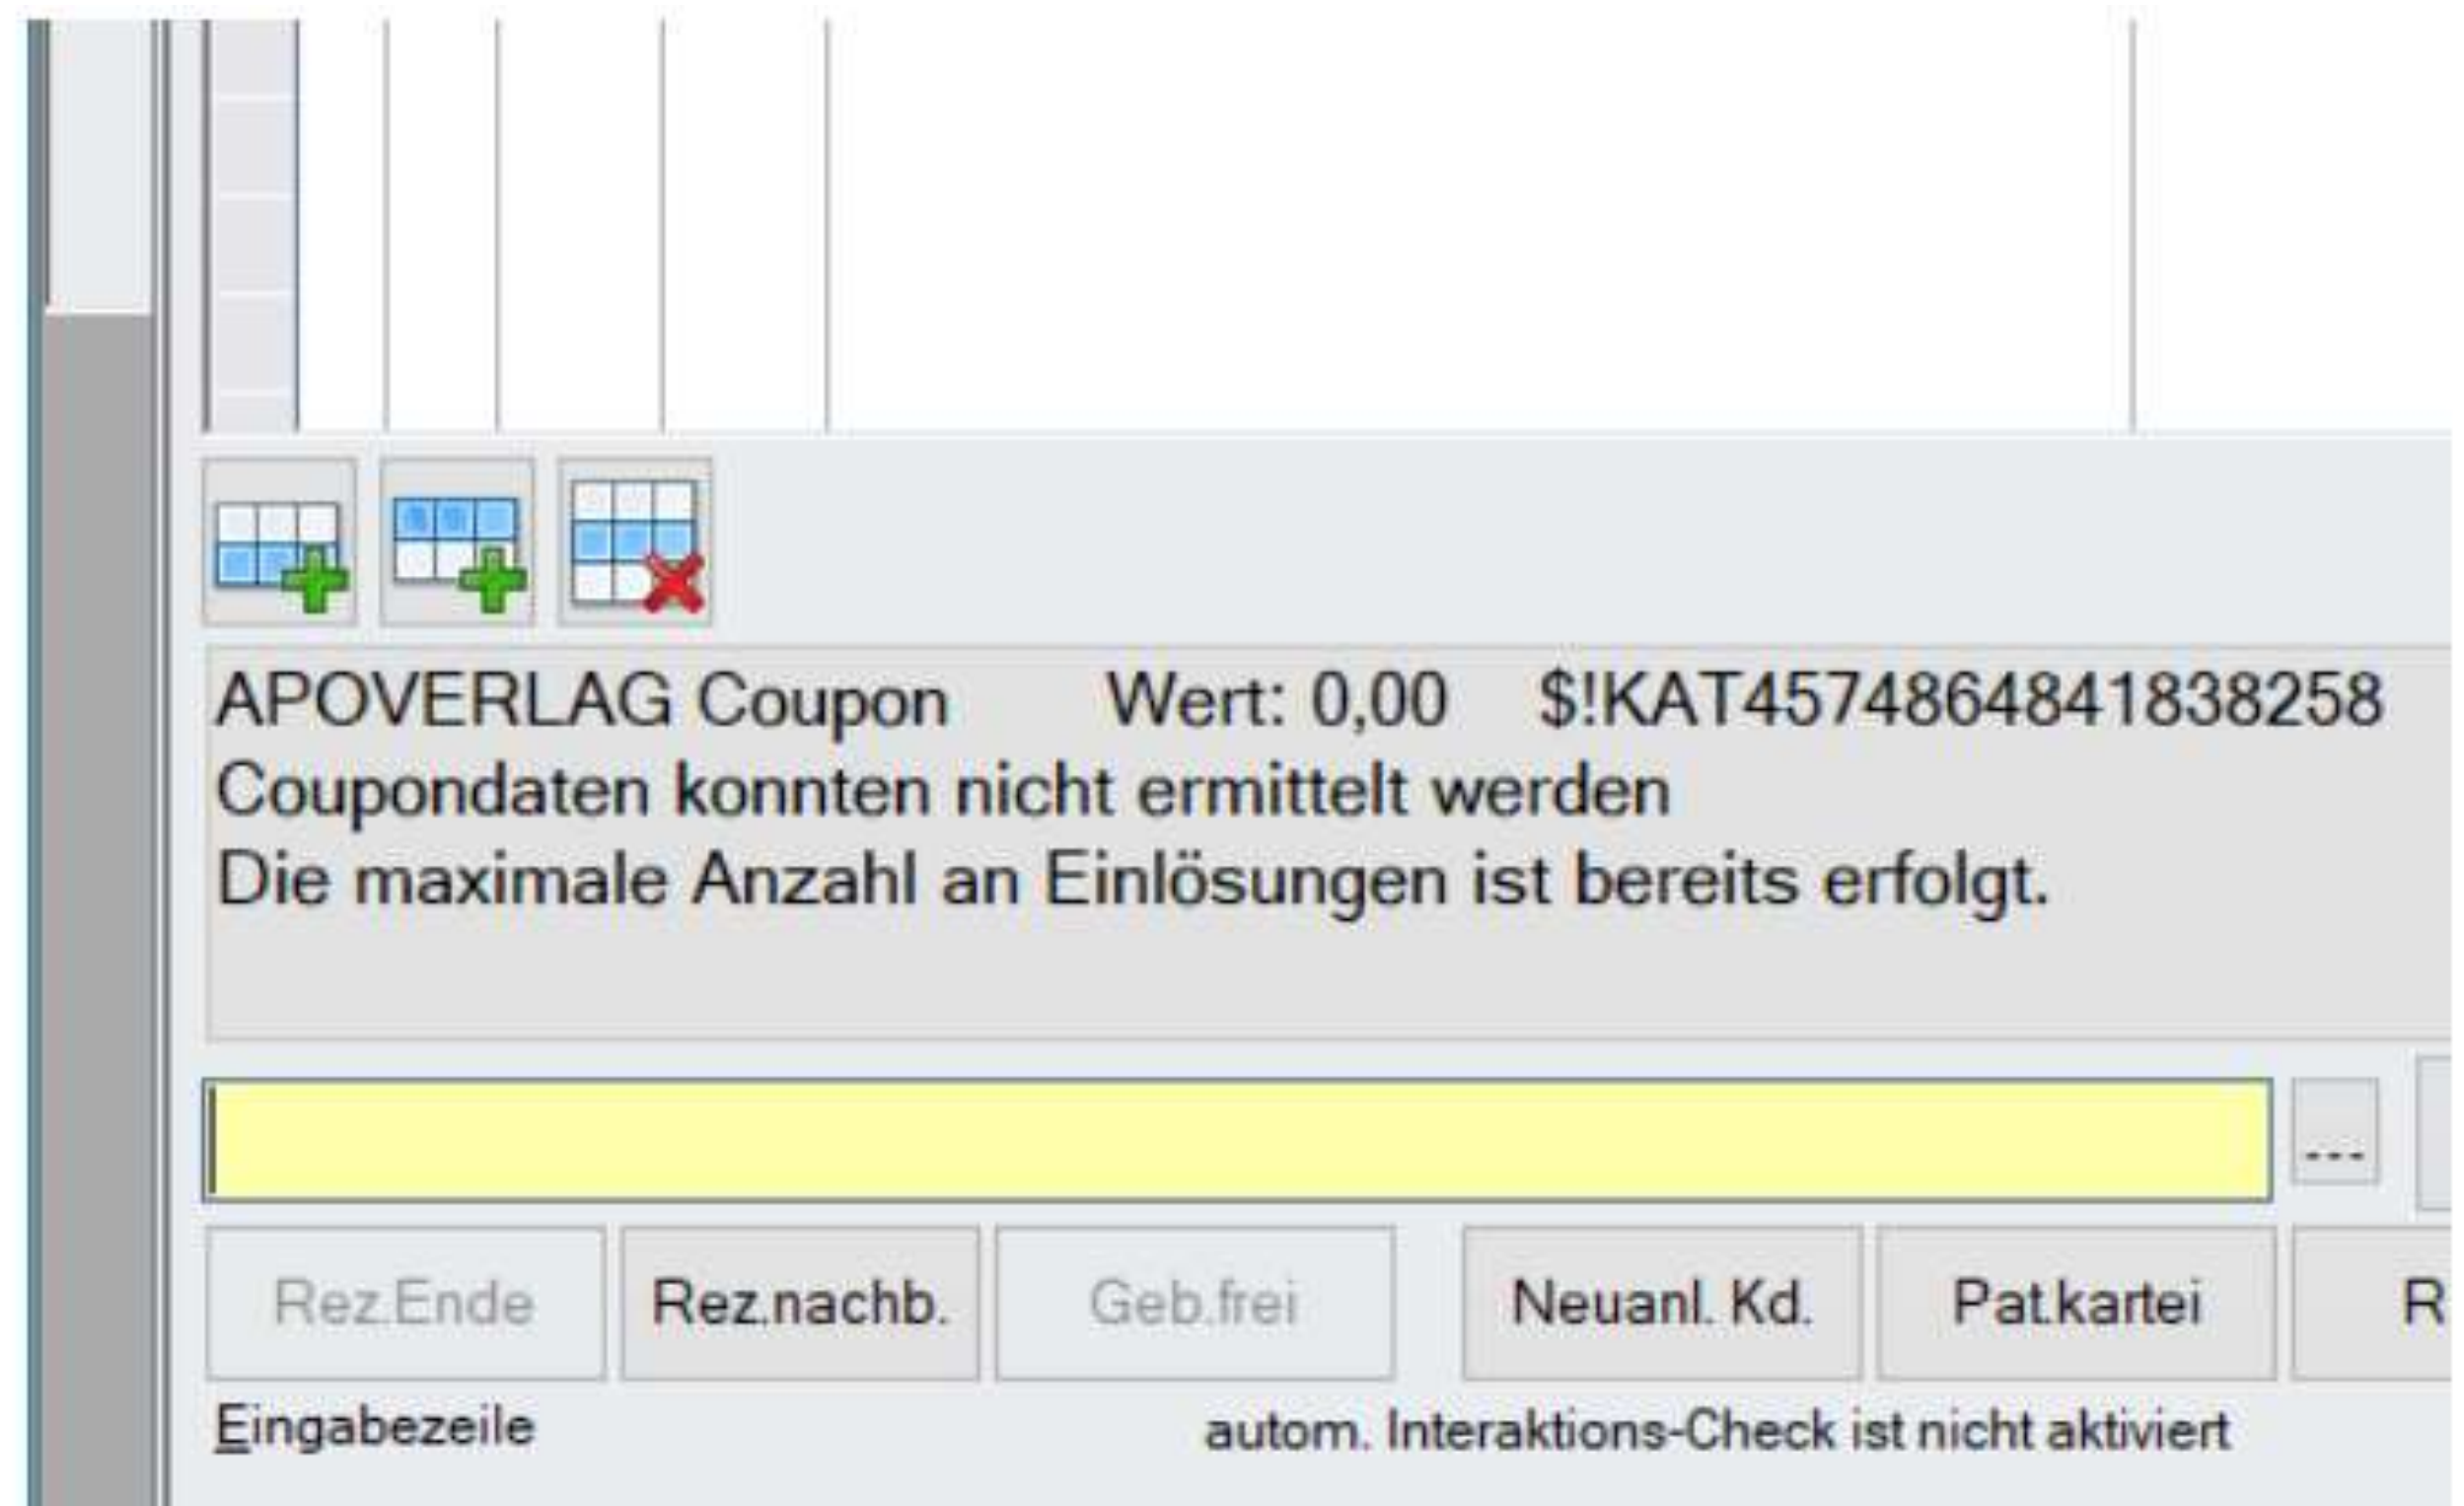 APOVERLAG Coupon Wert: 0,00 $!KAT4574864841838258
Coupondaten konnten nicht ermittelt werden
Die maximale Anzahl an Einlösungen ist bereits erfolgt.
...
Rez.Ende Rez.nachb. Geb.frei Neuanl. Kd. Pat.kartei R
Eingabezeile autom. Interaktions-Check ist nicht aktiviert